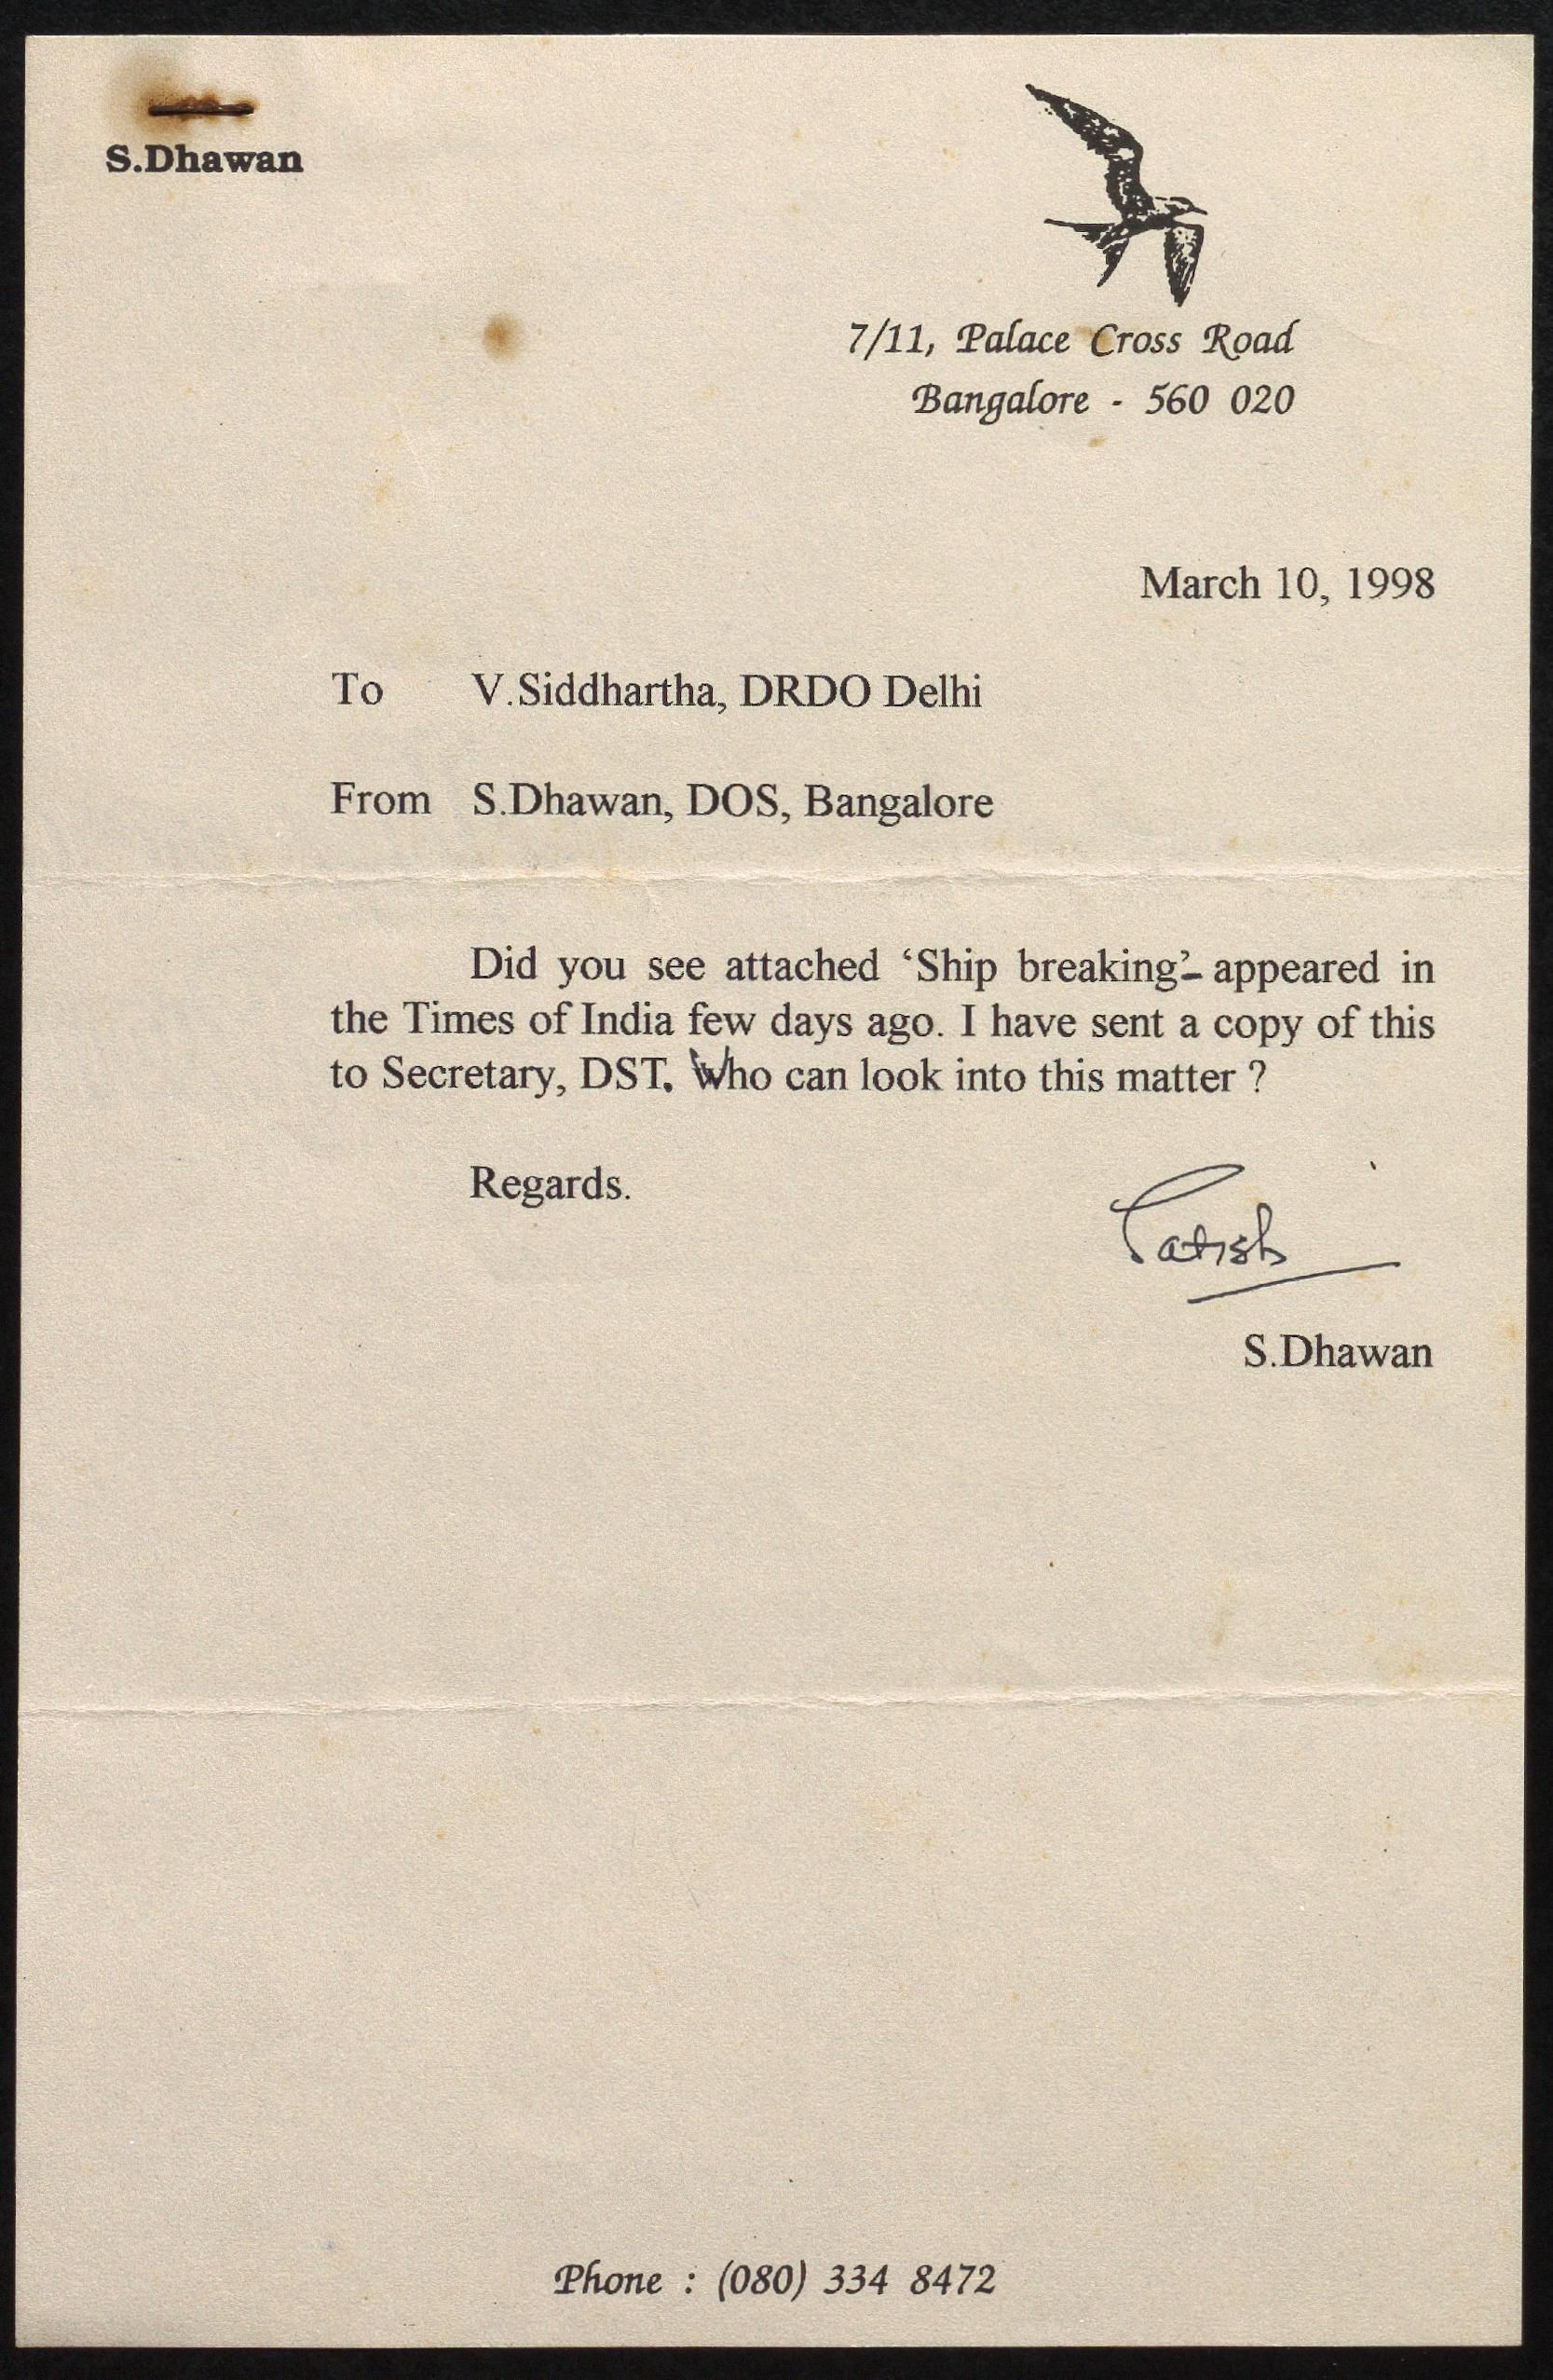 S.Dhawan
7/11, Palace Cross Road
Bangalore - 560 020
March 10, 1998
To V.Siddhartha, DRDO Delhi
From S.Dhawan, DOS, Bangalore
Did you see attached ‘Ship breaking’- appeared in
the Times of India few days ago. I have sent a copy of this
to Secretary, DST. Who can look into this matter ?
Regards.
Satish
S.Dhawan
Phone : (080) 334 8472